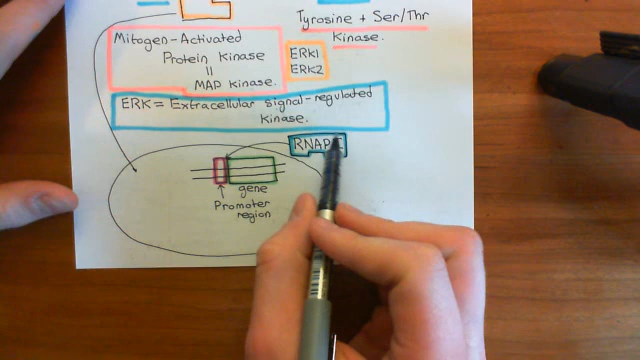 Tyrosine + Ser/Thr
Kinase.
Mitogen-Activated
Protein Kinase
=
MAP Kinase.
ERK1
ERK2
ERK = Extracellular signal-regulated
kinase.
RNAP
gene
Promoter
region